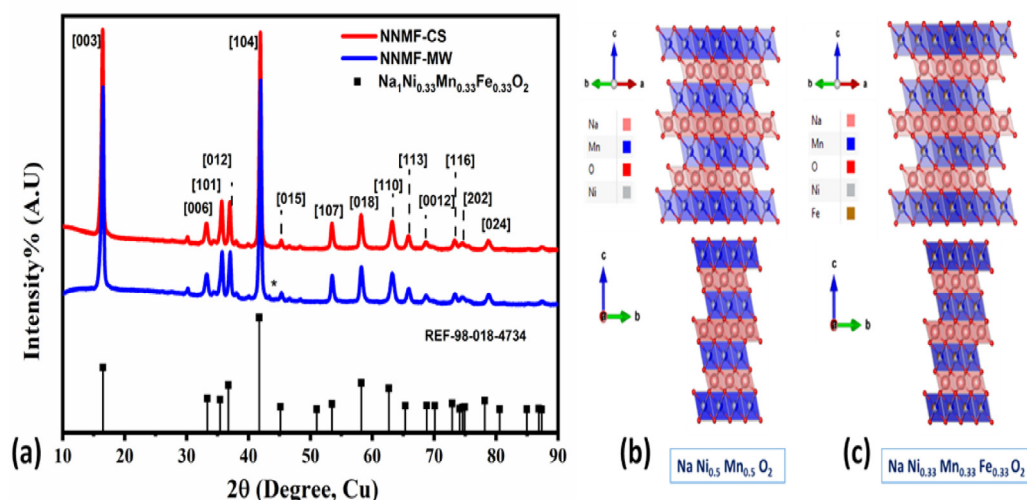 [003]
[104]
NNMF-CS
NNMF-MW
Na₁Ni₀.₃₃Mn₀.₃₃Fe₀.₃₃O₂
[012]
[101]
[006]
[015]
[107]
[018]
[110]
[113]
[0012]
[116]
[202]
[024]
*
REF-98-018-4734
Intensity% (A.U)
10 20 30 40 50 60 70 80 90
2θ (Degree, Cu)
(a)
c
b a
Na
Mn
O
Ni
c
b
(b)
Na Ni₀.₅ Mn₀.₅ O₂
c
b a
Na
Mn
O
Ni
Fe
c
b
(c)
Na Ni₀.₃₃ Mn₀.₃₃ Fe₀.₃₃ O₂